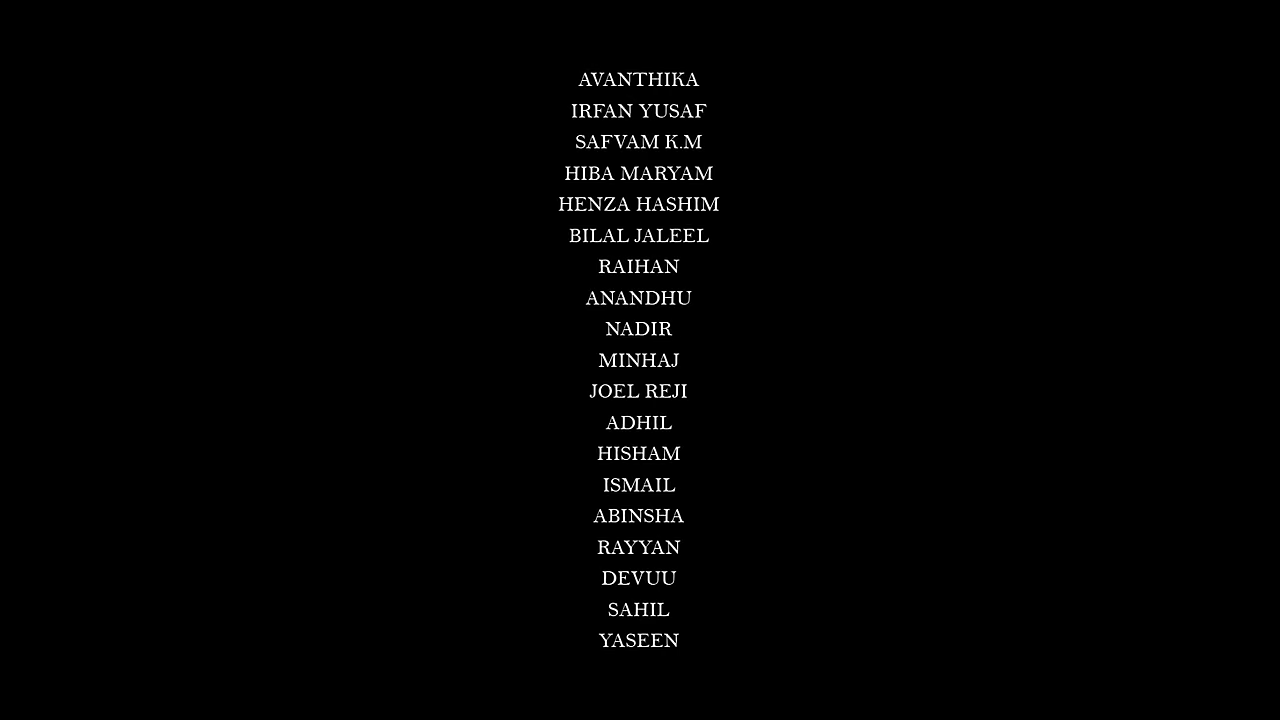 AVANTHIKA
IRFAN YUSAF
SAFVAM K.M
HIBA MARYAM
HENZA HASHIM
BILAL JALEEL
RAIHAN
ANANDHU
NADIR
MINHAJ
JOEL REJI
ADHIL
HISHAM
ISMAIL
ABINSHA
RAYYAN
DEVUU
SAHIL
YASEEN